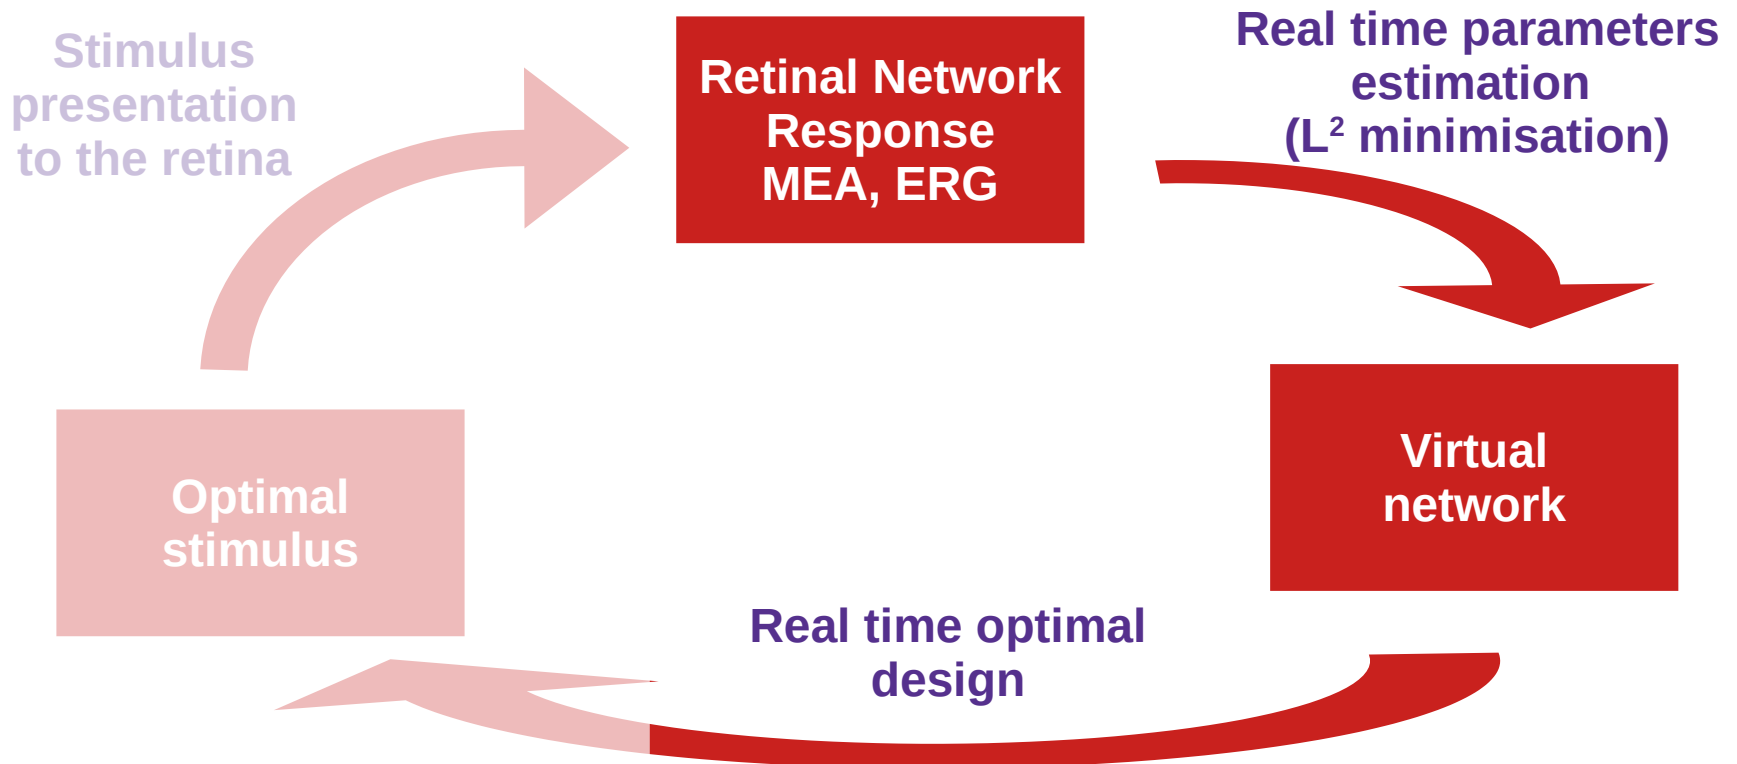 Stimulus
presentation
to the retina
Retinal Network
Response
MEA, ERG
Real time parameters
estimation
(L² minimisation)
Optimal
stimulus
Virtual
network
Real time optimal
design